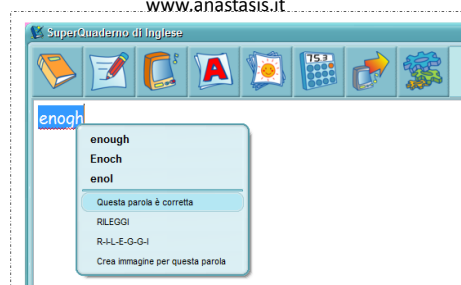 www.anastasis.it
SuperQuaderno di Inglese
A
753
enogh
enough
Enoch
enol
Questa parola è corretta
RILEGGI
R-I-L-E-G-G-I
Crea immagine per questa parola